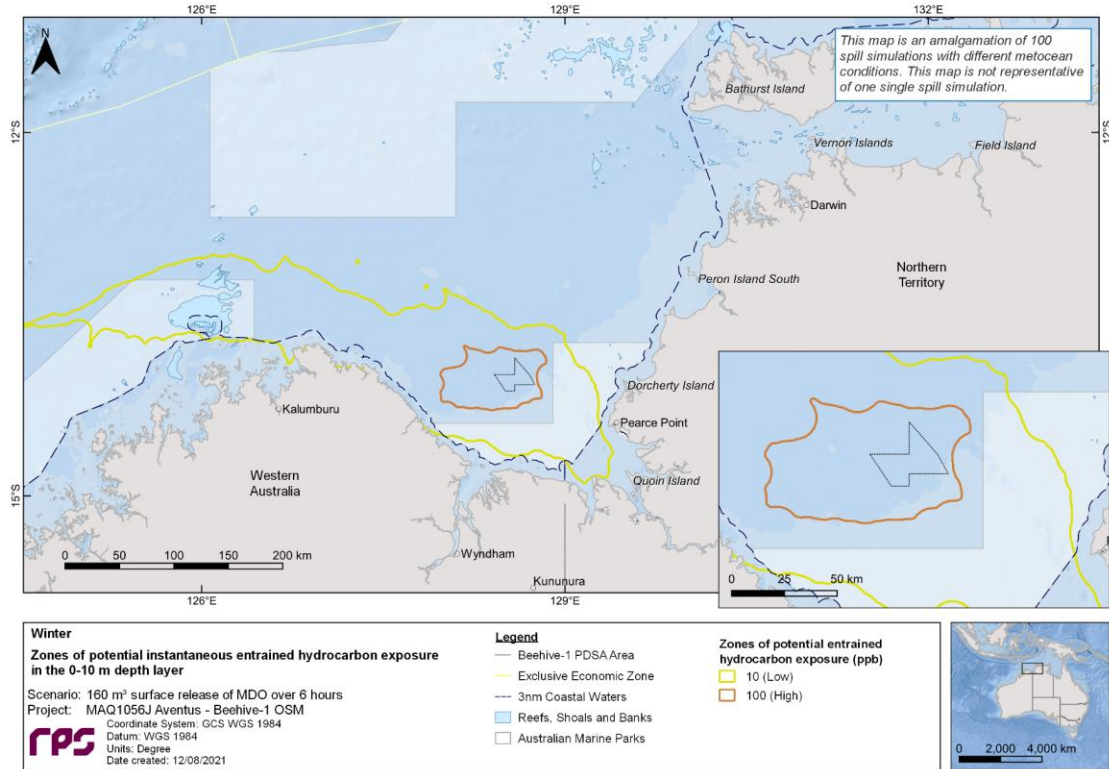 126°E
129°E
132°E
N
This map is an amalgamation of 100
spill simulations with different metocean
conditions. This map is not representative
of one single spill simulation.
Bathurst Island
12°S
12°S
Vernon Islands
Field Island
Darwin
Peron Island South
Northern
Territory
Dorcherty Island
Kalumburu
Pearce Point
Western
Australia
Quoin Island
15°S
0 50 100 150 200 km
Wyndham
Kununurra
0 25 50 km
126°E
129°E
Winter
Zones of potential instantaneous entrained hydrocarbon exposure
in the 0-10 m depth layer
Scenario: 160 m³ surface release of MDO over 6 hours
Project: MAQ1056J Aventus - Beehive-1 OSM
Coordinate System: GCS WGS 1984
Datum: WGS 1984
Units: Degree
Date created: 12/08/2021
rps
Legend
Beehive-1 PDSA Area
Exclusive Economic Zone
3nm Coastal Waters
Reefs, Shoals and Banks
Australian Marine Parks
Zones of potential entrained
hydrocarbon exposure (ppb)
10 (Low)
100 (High)
0 2,000 4,000 km